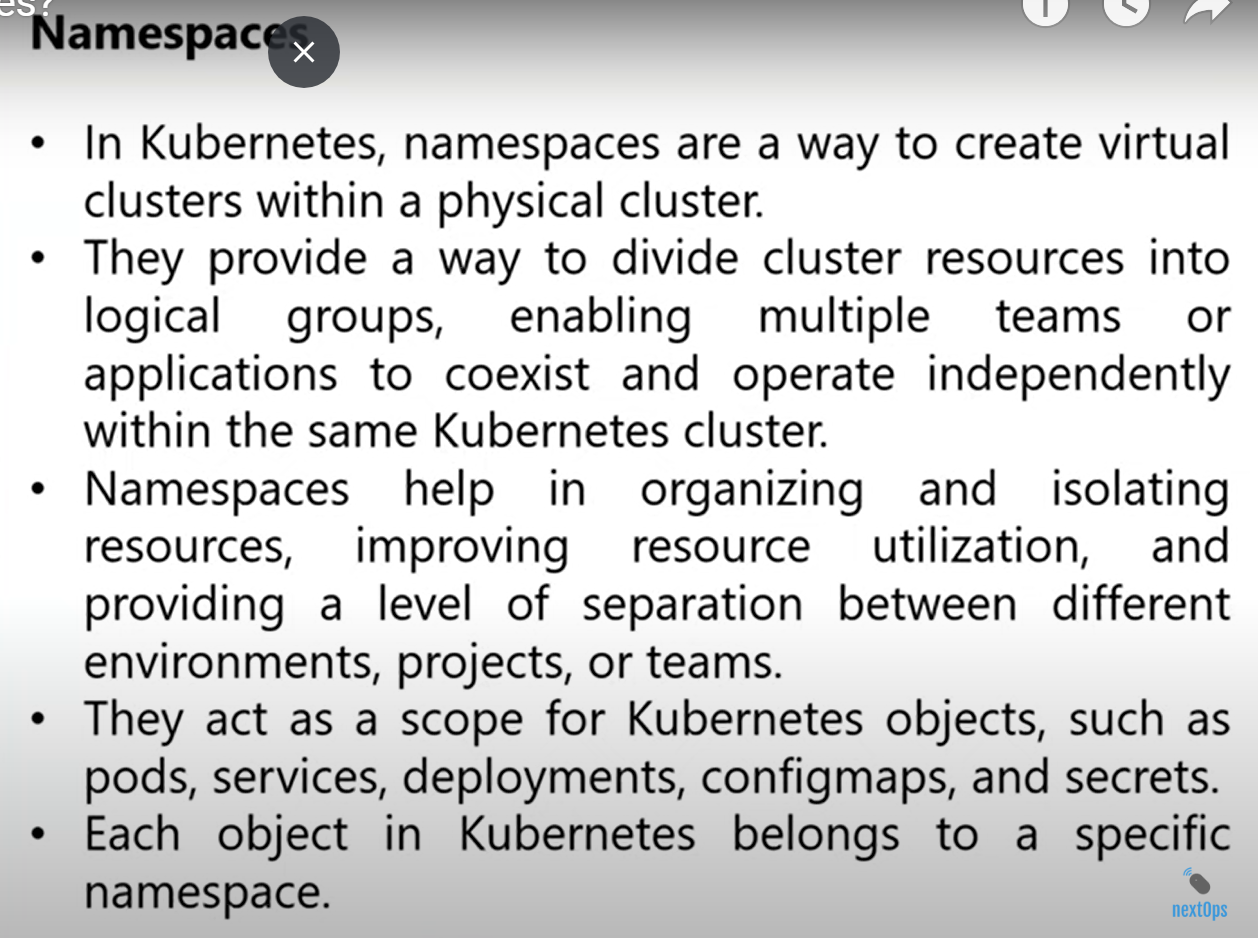 es?
Namespaces
• In Kubernetes, namespaces are a way to create virtual
clusters within a physical cluster.
• They provide a way to divide cluster resources into
logical groups, enabling multiple teams or
applications to coexist and operate independently
within the same Kubernetes cluster.
• Namespaces help in organizing and isolating
resources, improving resource utilization, and
providing a level of separation between different
environments, projects, or teams.
• They act as a scope for Kubernetes objects, such as
pods, services, deployments, configmaps, and secrets.
• Each object in Kubernetes belongs to a specific
namespace.
nextOps